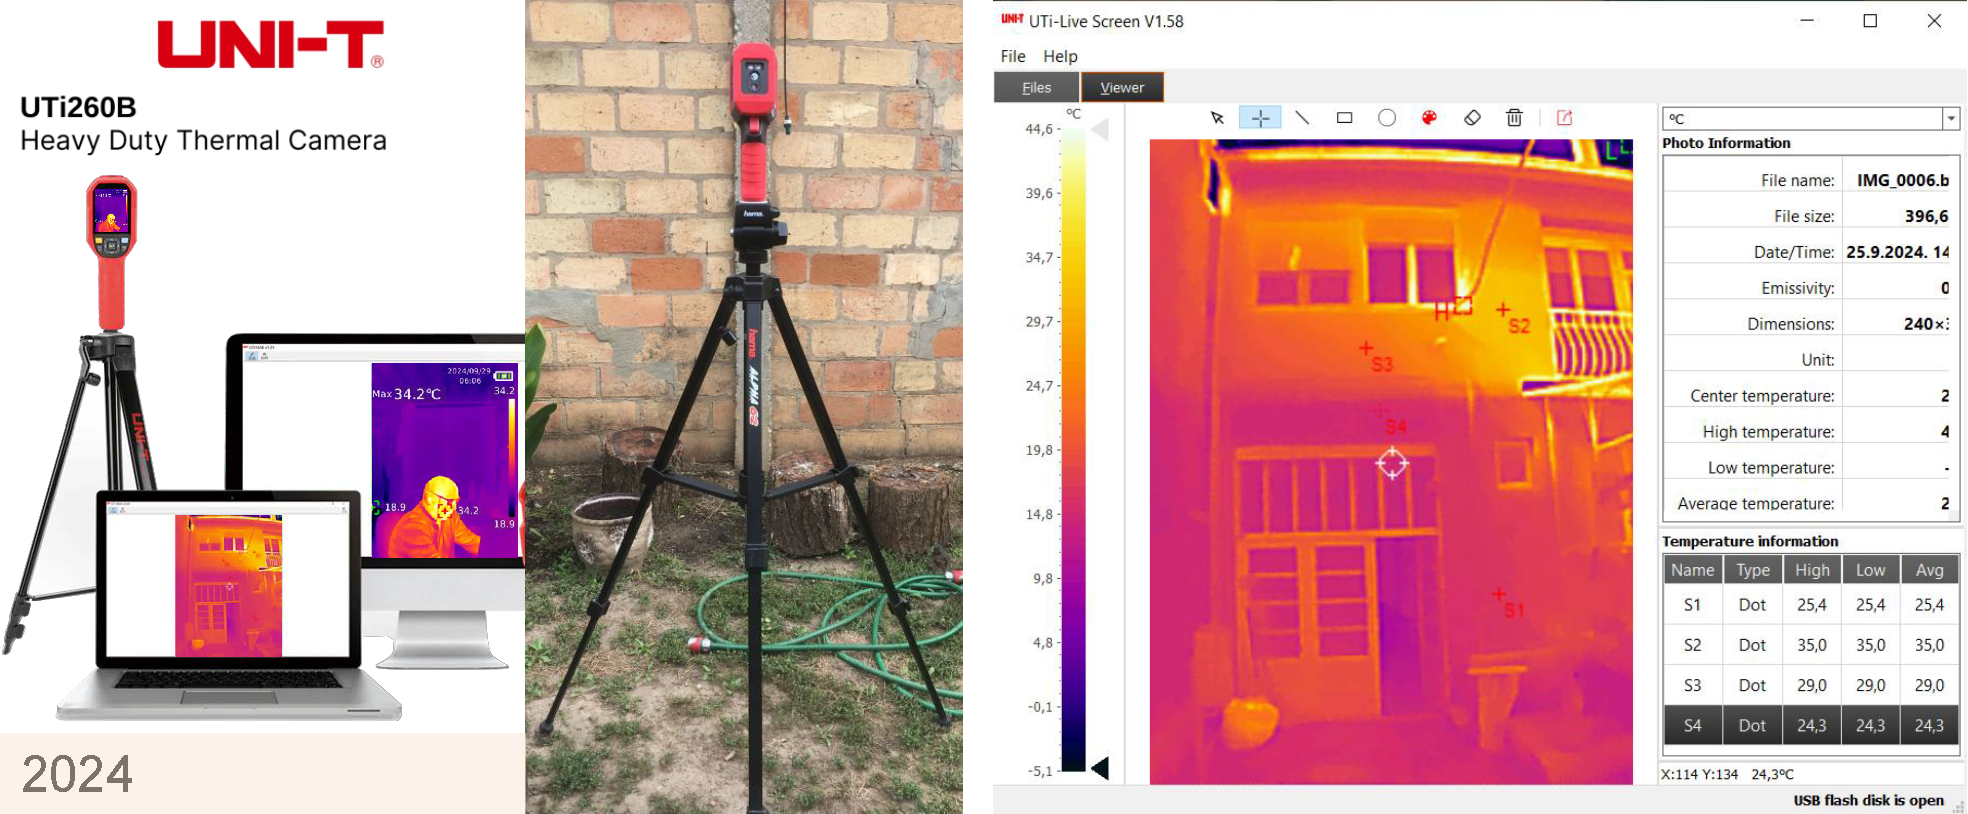 UNI-T®
UTi260B
Heavy Duty Thermal Camera
2024/09/29
06:06
Max 34.2°C
34.2
18.9
34.2
18.9
UNI-T
2024
hama.
hama. ALPHA
UNI-T UTi-Live Screen V1.58
File Help
Files Viewer
°C
44,6
39,6
34,7
29,7
24,7
19,8
14,8
9,8
4,8
-0,1
-5,1
H
S2
S3
S4
S1
°C
Photo Information
File name: IMG_0006.b
File size: 396,6
Date/Time: 25.9.2024. 14
Emissivity: 0
Dimensions: 240×3
Unit:
Center temperature: 2
High temperature: 4
Low temperature: -
Average temperature: 2
Temperature information
Name Type High Low Avg
S1 Dot 25,4 25,4 25,4
S2 Dot 35,0 35,0 35,0
S3 Dot 29,0 29,0 29,0
S4 Dot 24,3 24,3 24,3
X:114 Y:134 24,3°C
USB flash disk is open